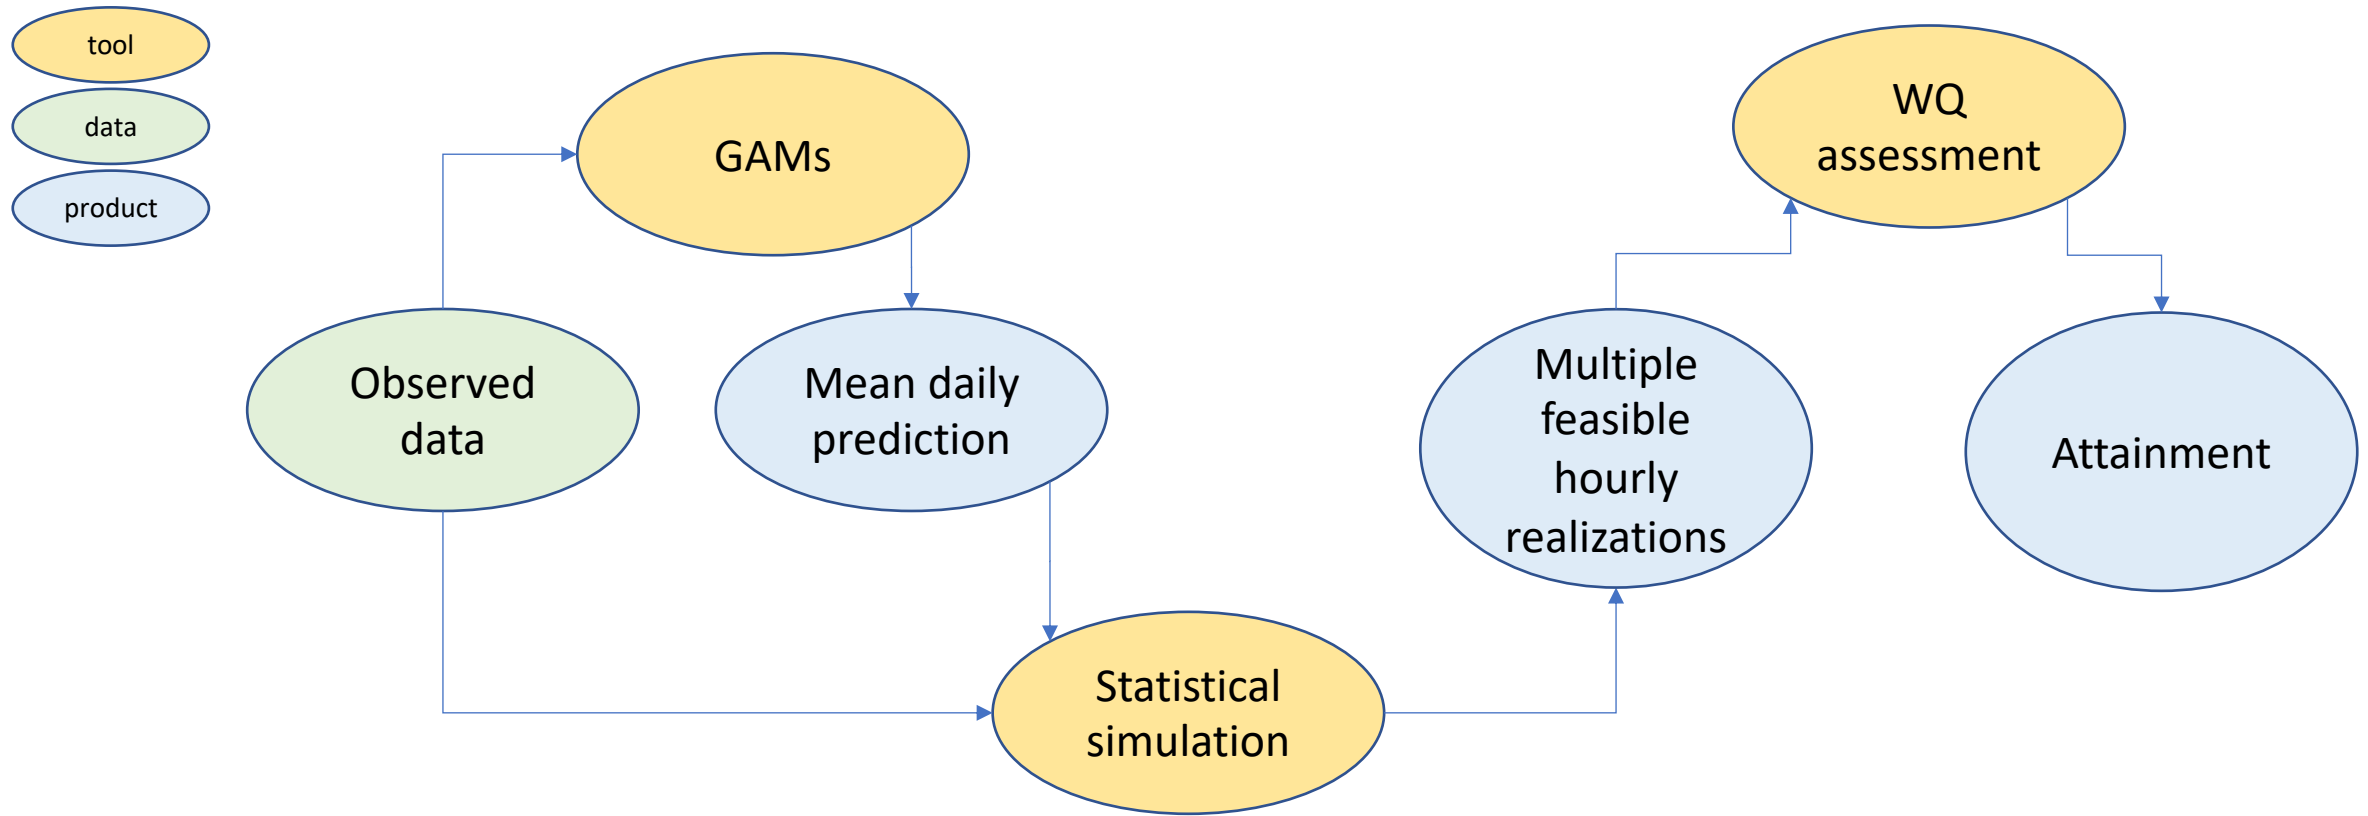 tool
data
product
GAMs
WQ
assessment
Observed
data
Mean daily
prediction
Multiple
feasible
hourly
realizations
Attainment
Statistical
simulation